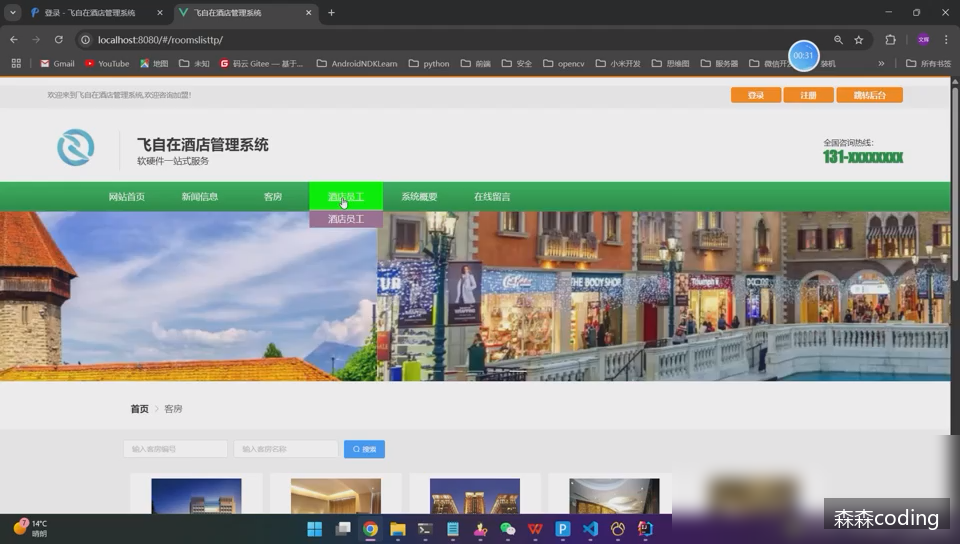 登录 - 飞自在酒店管理系统
飞自在酒店管理系统
localhost:8080/#/roomslisttp/
文辉
Gmail
YouTube
地图
未知
码云 Gitee — 基于...
AndroidNDKLearn
python
前端
安全
opencv
小米开发
思维图
服务器
装机
所有书签
00:31
欢迎来到飞自在酒店管理系统,欢迎咨询加盟!
登录
注册
跳转后台
飞自在酒店管理系统
软硬件一站式服务
全国咨询热线:
131-xxxxxxxx
网站首页
新闻信息
客房
酒店员工
系统概要
在线留言
酒店员工
THE BODY SHOP
Triumph
首页
客房
输入客房编号
输入客房名称
搜索
7
14°C
晴朗
森森coding